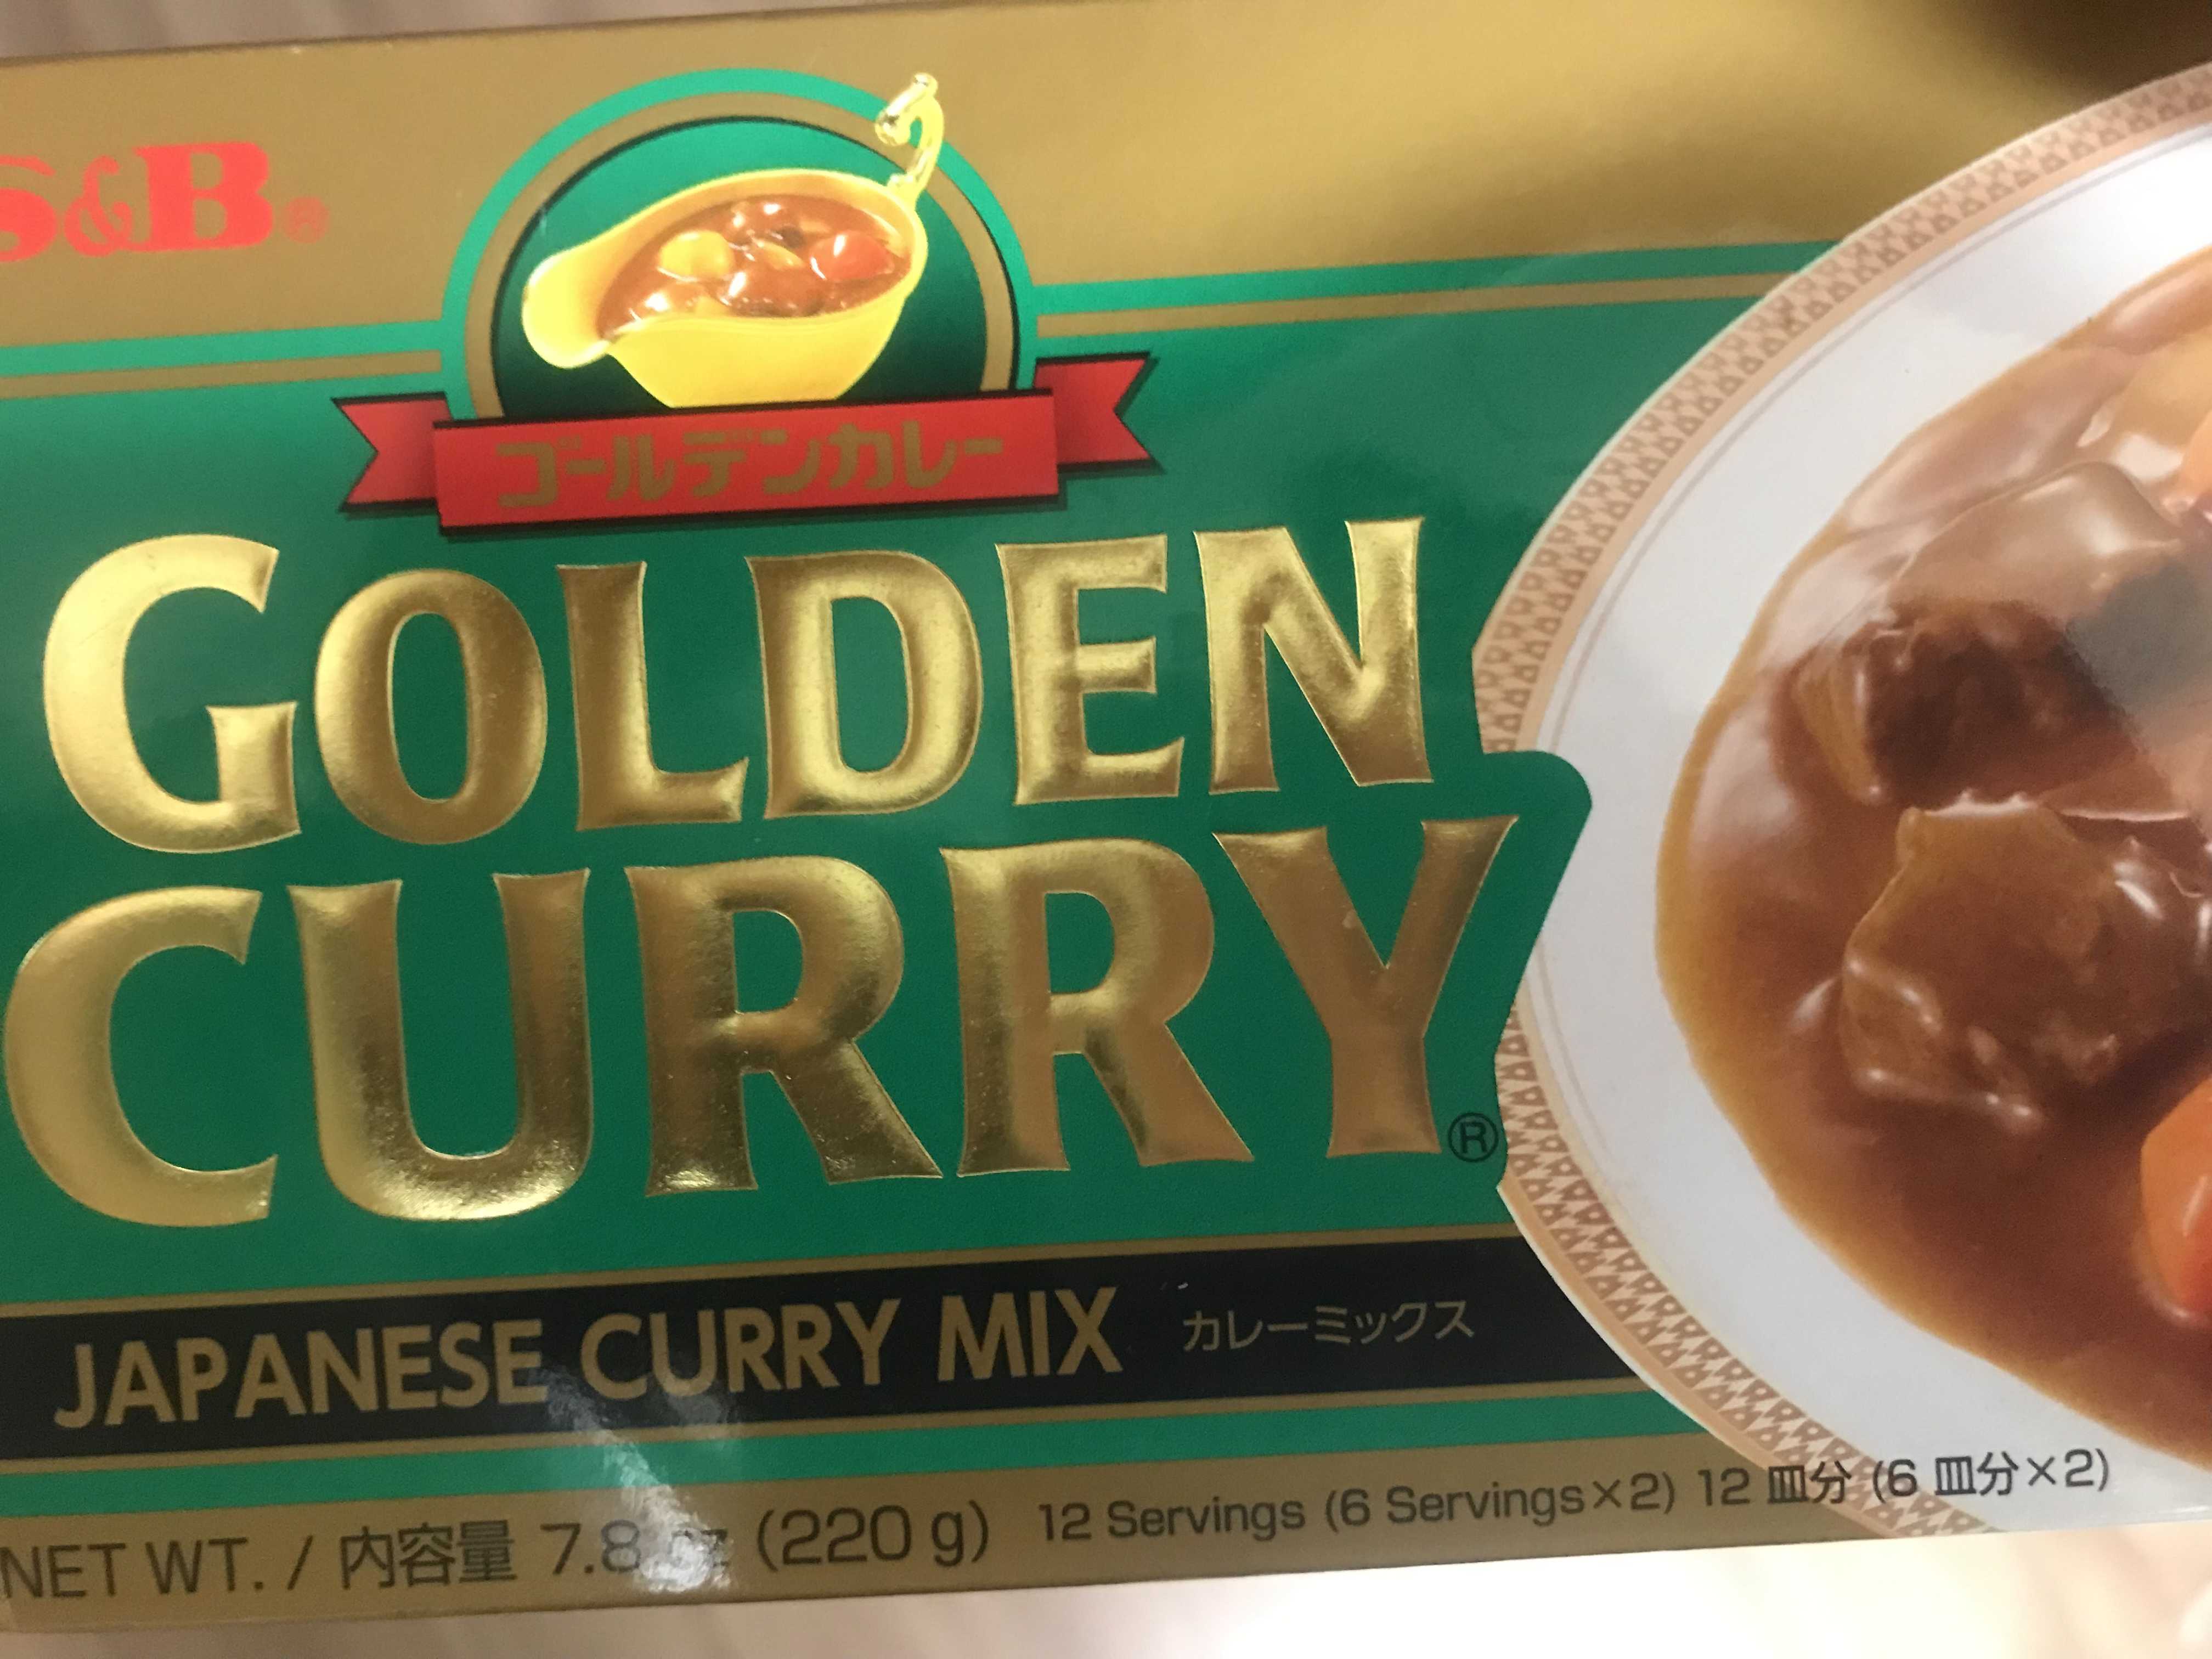 S&B®
ゴールデンカレー
GOLDEN
CURRY®
JAPANESE CURRY MIX カレーミックス
NET WT. / 内容量 7.8 oz (220 g) 12 Servings (6 Servings×2) 12 皿分 (6 皿分×2)